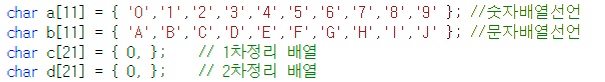 char a[11] = { '0','1','2','3','4','5','6','7','8','9' }; //숫자배열선언
char b[11] = { 'A','B','C','D','E','F','G','H','I','J' }; //문자배열선언
char c[21] = { 0, };    // 1차정리 배열
char d[21] = { 0, };    // 2차정리 배열